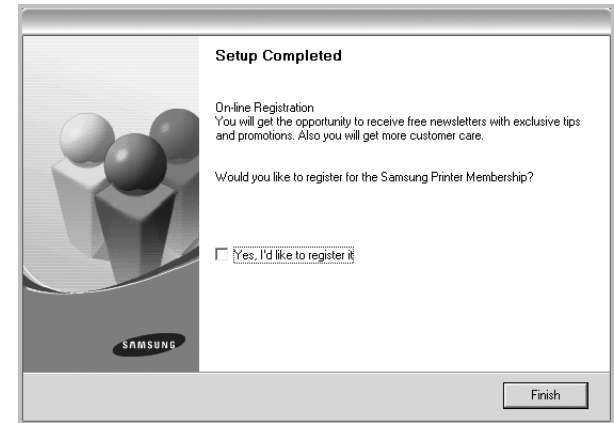 Setup Completed
On-line Registration
You will get the opportunity to receive free newsletters with exclusive tips
and promotions. Also you will get more customer care.
Would you like to register for the Samsung Printer Membership?
Yes, I'd like to register it
SAMSUNG
Finish